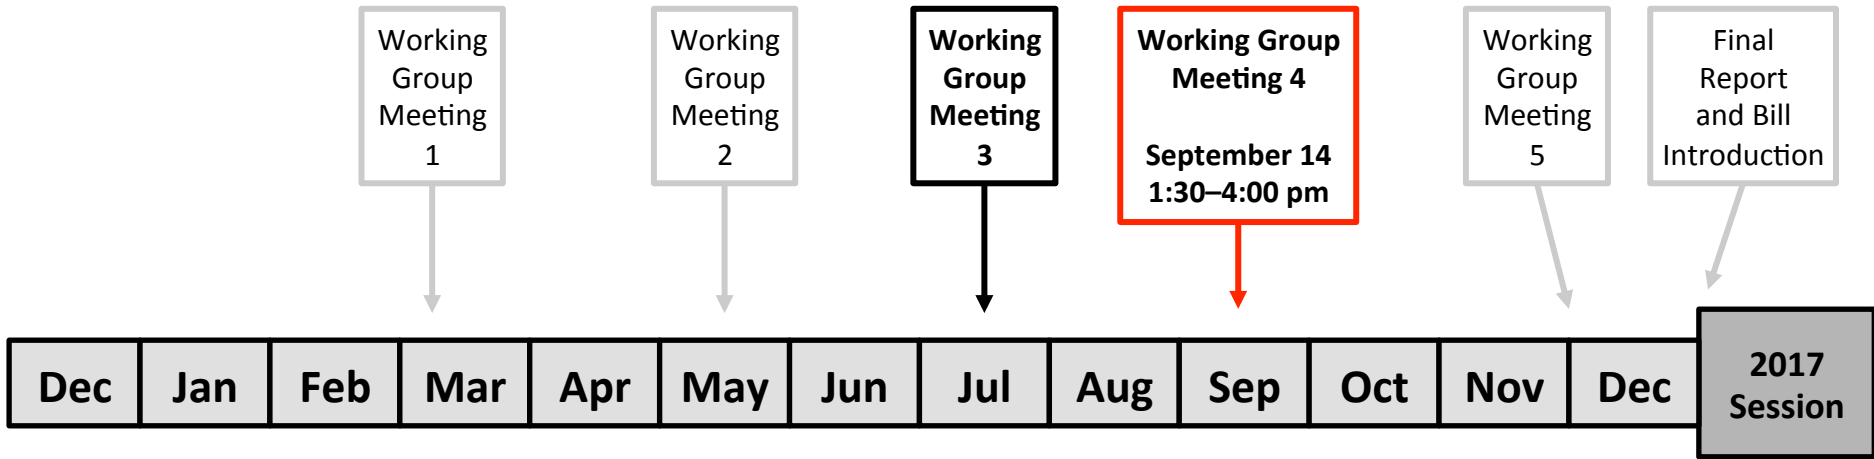 Working
Group
Meeting
1
Working
Group
Meeting
2
Working
Group
Meeting
3
Working Group
Meeting 4
September 14
1:30–4:00 pm
Working
Group
Meeting
5
Final
Report
and Bill
Introduction
Dec Jan Feb Mar Apr May Jun Jul Aug Sep Oct Nov Dec
2017
Session